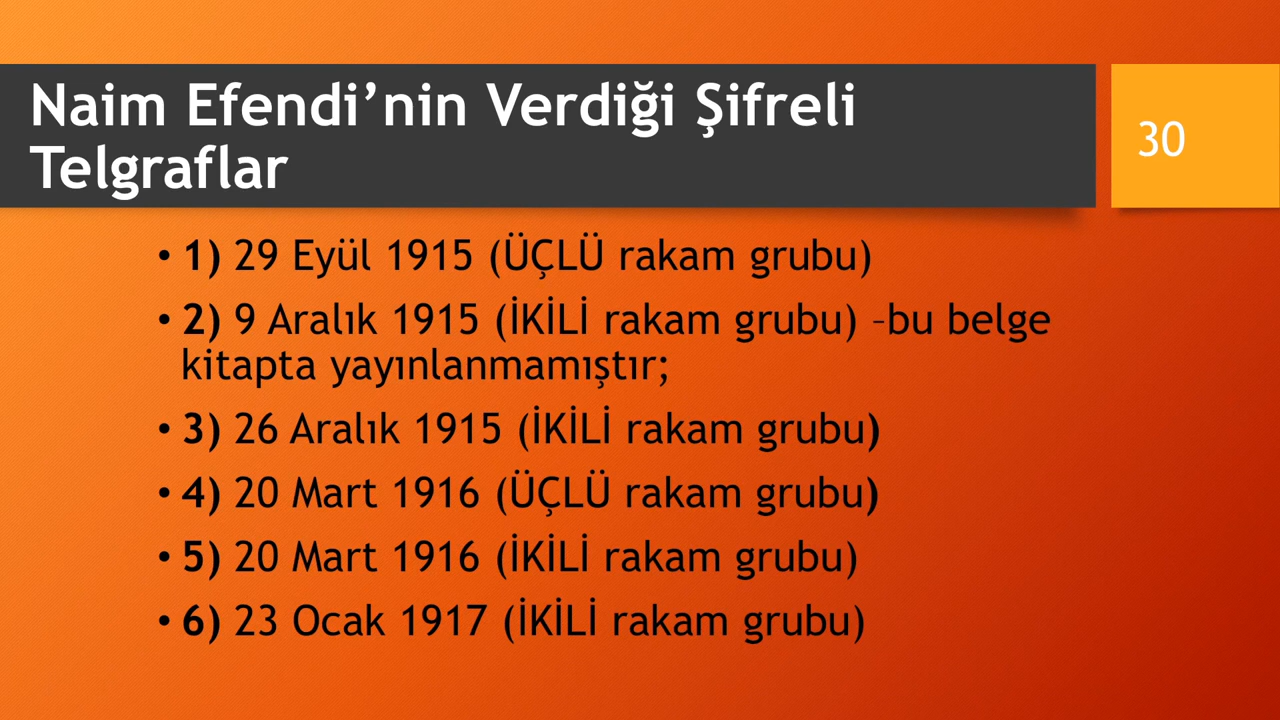 Naim Efendi’nin Verdiği Şifreli
Telgraflar
30
• 1) 29 Eyül 1915 (ÜÇLÜ rakam grubu)
• 2) 9 Aralık 1915 (İKİLİ rakam grubu) –bu belge
kitapta yayınlanmamıştır;
• 3) 26 Aralık 1915 (İKİLİ rakam grubu)
• 4) 20 Mart 1916 (ÜÇLÜ rakam grubu)
• 5) 20 Mart 1916 (İKİLİ rakam grubu)
• 6) 23 Ocak 1917 (İKİLİ rakam grubu)